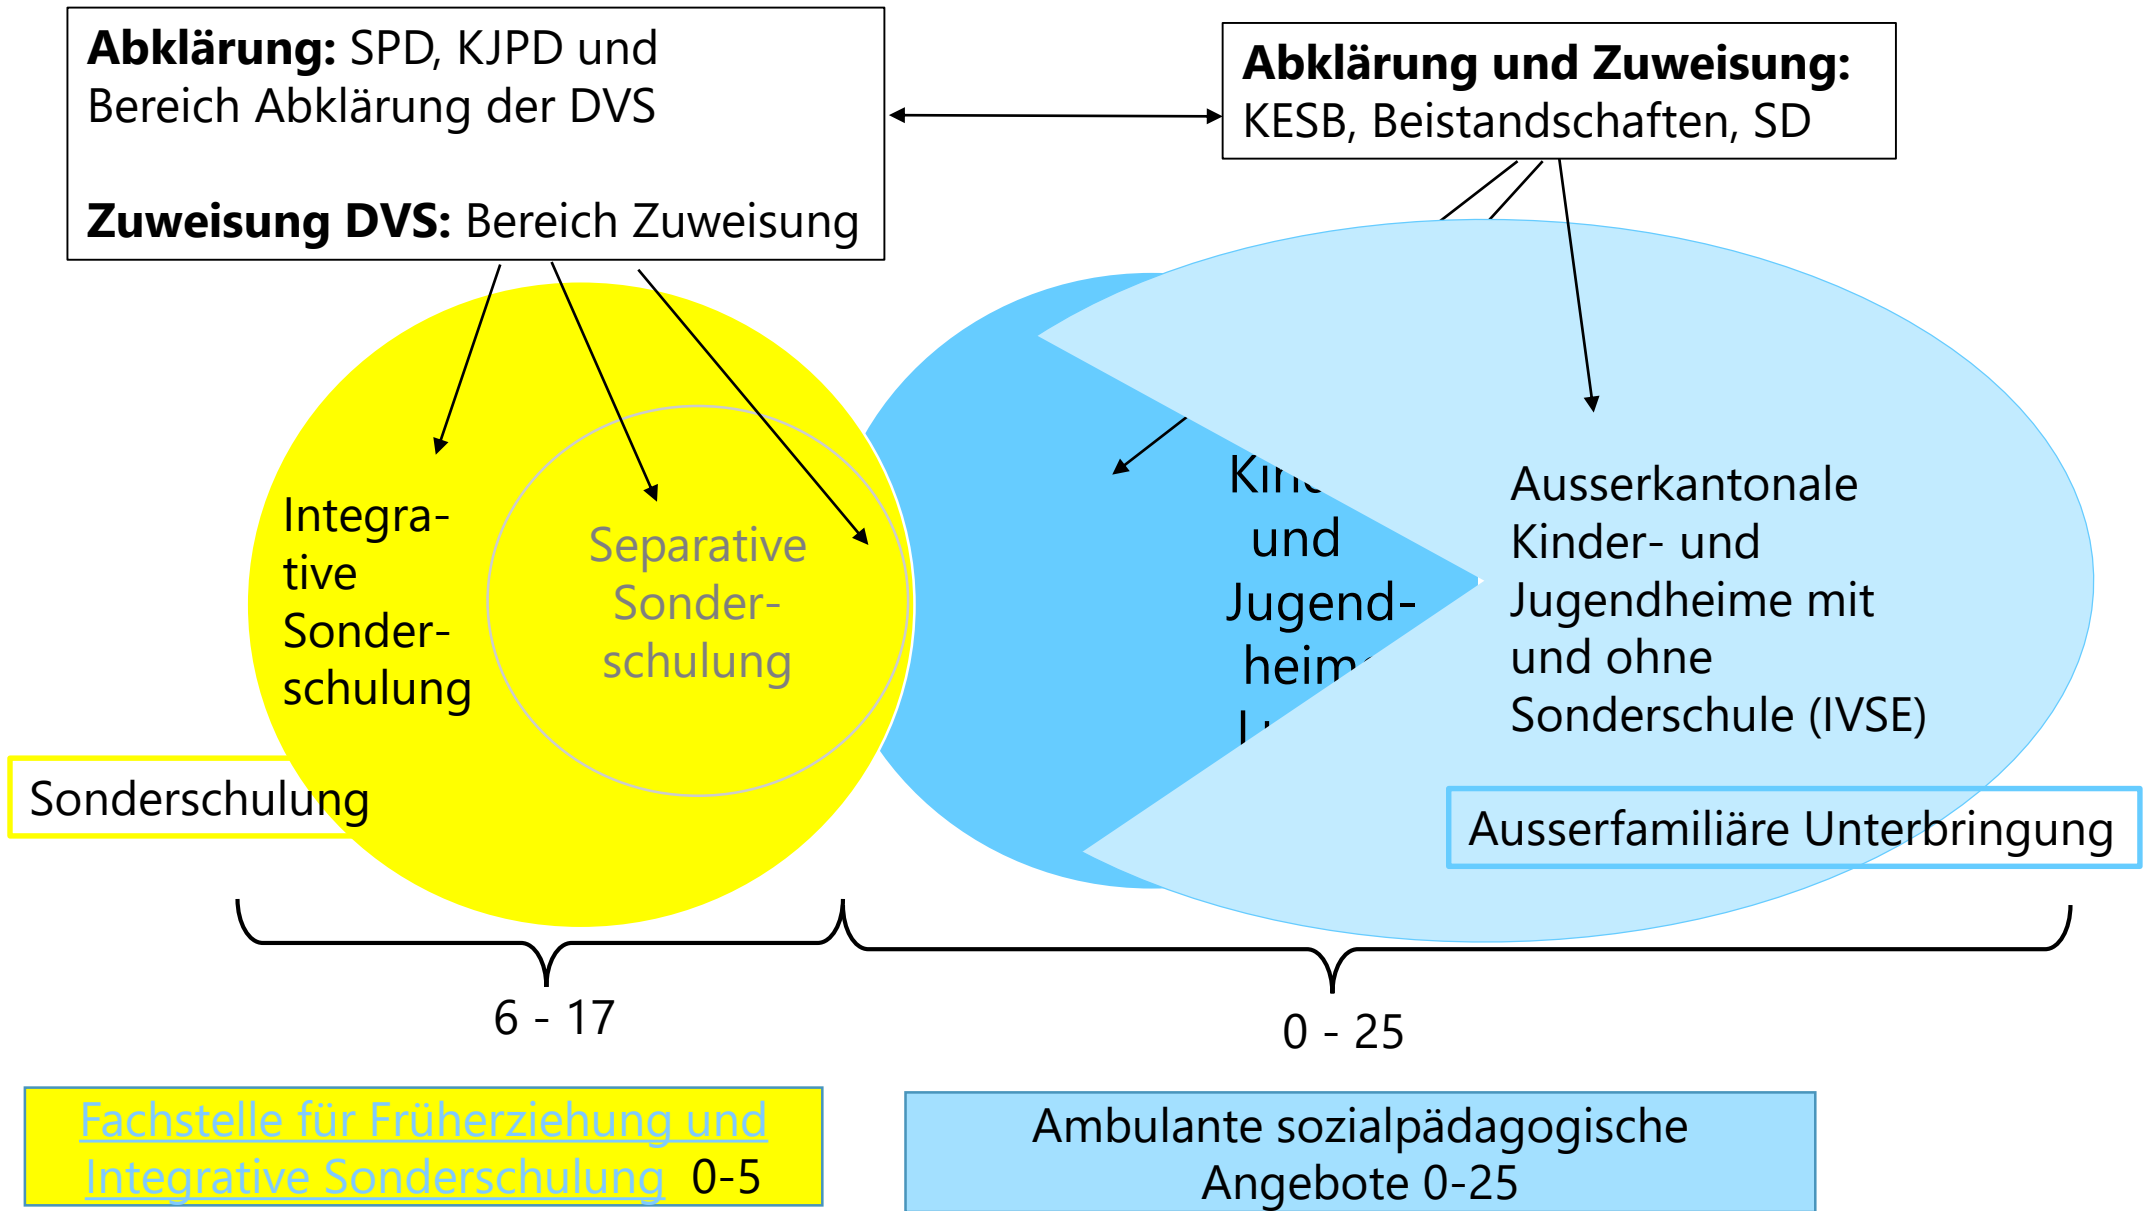 Abklärung: SPD, KJPD und
Bereich Abklärung der DVS
Zuweisung DVS: Bereich Zuweisung
Abklärung und Zuweisung:
KESB, Beistandschaften, SD
Integra-
tive
Sonder-
schulung
Separative
Sonder-
schulung
und
Jugend-
Ausserkantonale
Kinder- und
Jugendheime mit
und ohne
Sonderschule (IVSE)
Sonderschulung
Ausserfamiliäre Unterbringung
6 - 17
0 - 25
Fachstelle für Früherziehung und
Integrative Sonderschulung 0-5
Ambulante sozialpädagogische
Angebote 0-25